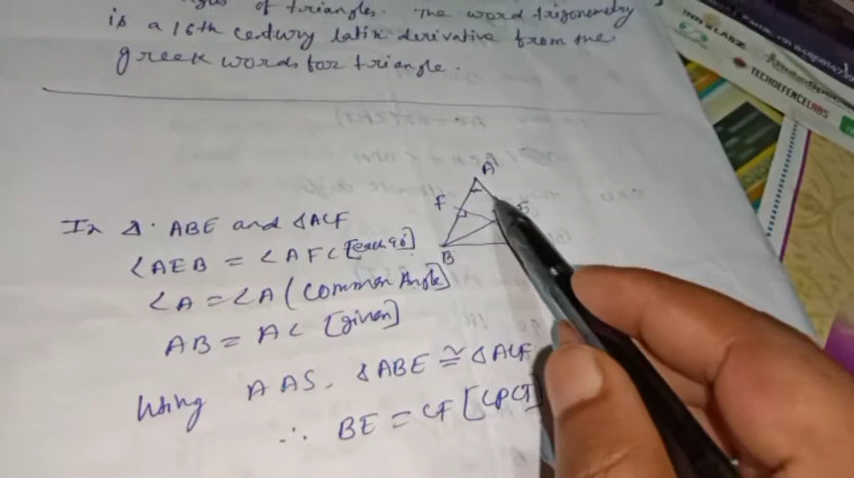 of triangles. The word trigonometry
is a 16th century latin derivative from the
greek words for triangle.
In Δ. ABE and ΔACF
∠AEB = ∠AFC [each 90°]
∠A = ∠A (Common Angle)
AB = AC [given]
Using AAS. ΔABE ≅ ΔACF
∴ BE = CF [CPCT]
A
F
E
B
TECHDEFENCELABS